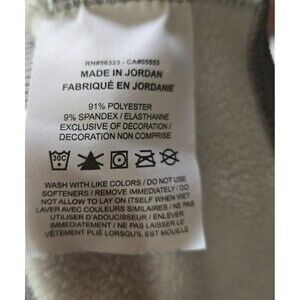 RN#56323 - CA#05553
MADE IN JORDAN
FABRIQUÉ EN JORDANIE
91% POLYESTER
9% SPANDEX / ELASTHANNE
EXCLUSIVE OF DECORATION /
DÉCORATION NON COMPRISE
30C
WASH WITH LIKE COLORS / DO NOT USE
SOFTENERS / REMOVE IMMEDIATELY / DO
NOT ALLOW TO LAY ON ITSELF WHEN WET
LAVER AVEC COULEURS SIMILAIRES / NE PAS
UTILISER D'ADOUCISSEUR / ENLEVER
IMMÉDIATEMENT / NE PAS LAISSER LE
VÊTEMENT PLIÉ LORSQU'IL EST MOUILLÉ